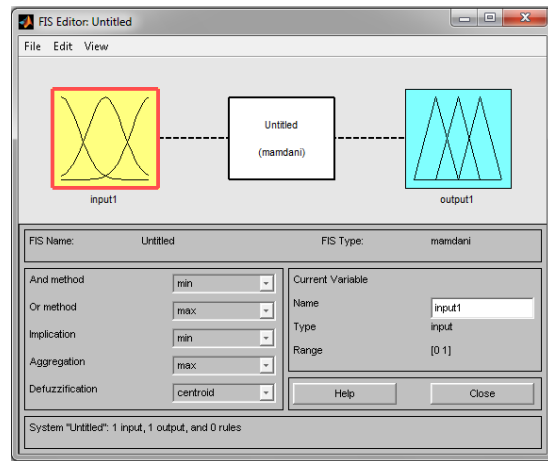 FIS Editor: Untitled
File Edit View
Untitled
(mamdani)
input1
output1
FIS Name: Untitled FIS Type: mamdani
And method min
Or method max
Implication min
Aggregation max
Defuzzification centroid
Current Variable
Name input1
Type input
Range [0 1]
Help Close
System "Untitled": 1 input, 1 output, and 0 rules